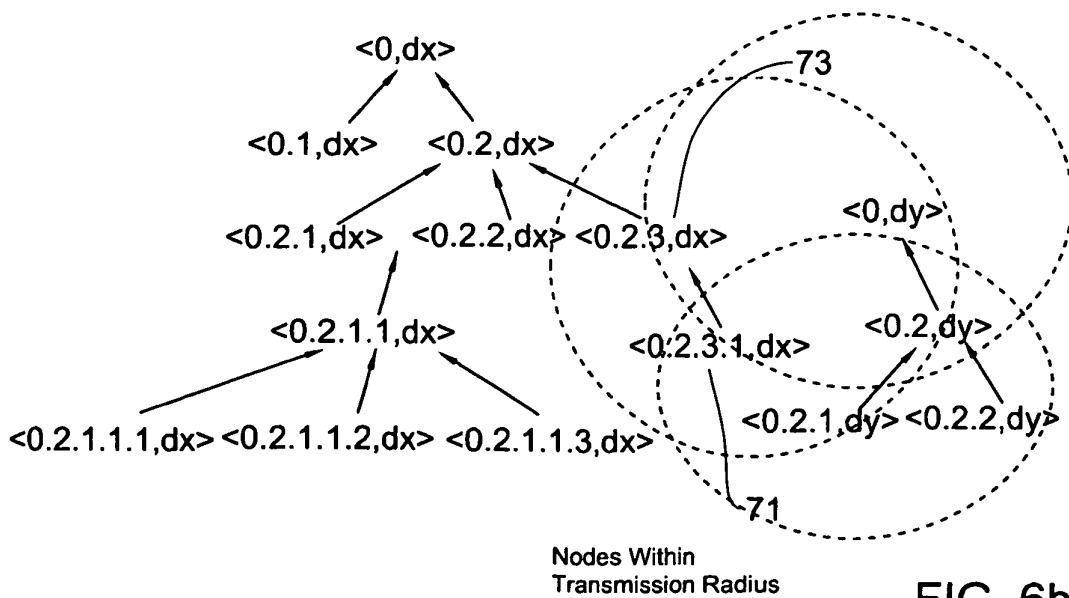 <0,dx>
73
<0.1,dx> <0.2,dx>
<0,dy>
<0.2.1,dx> <0.2.2,dx> <0.2.3,dx>
<0.2.1.1,dx> <0.2.3.1,dx> <0.2,dy>
<0.2.1,dy> <0.2.2,dy>
<0.2.1.1.1,dx> <0.2.1.1.2,dx> <0.2.1.1.3,dx>
71
Nodes Within
Transmission Radius
FIG. 6b